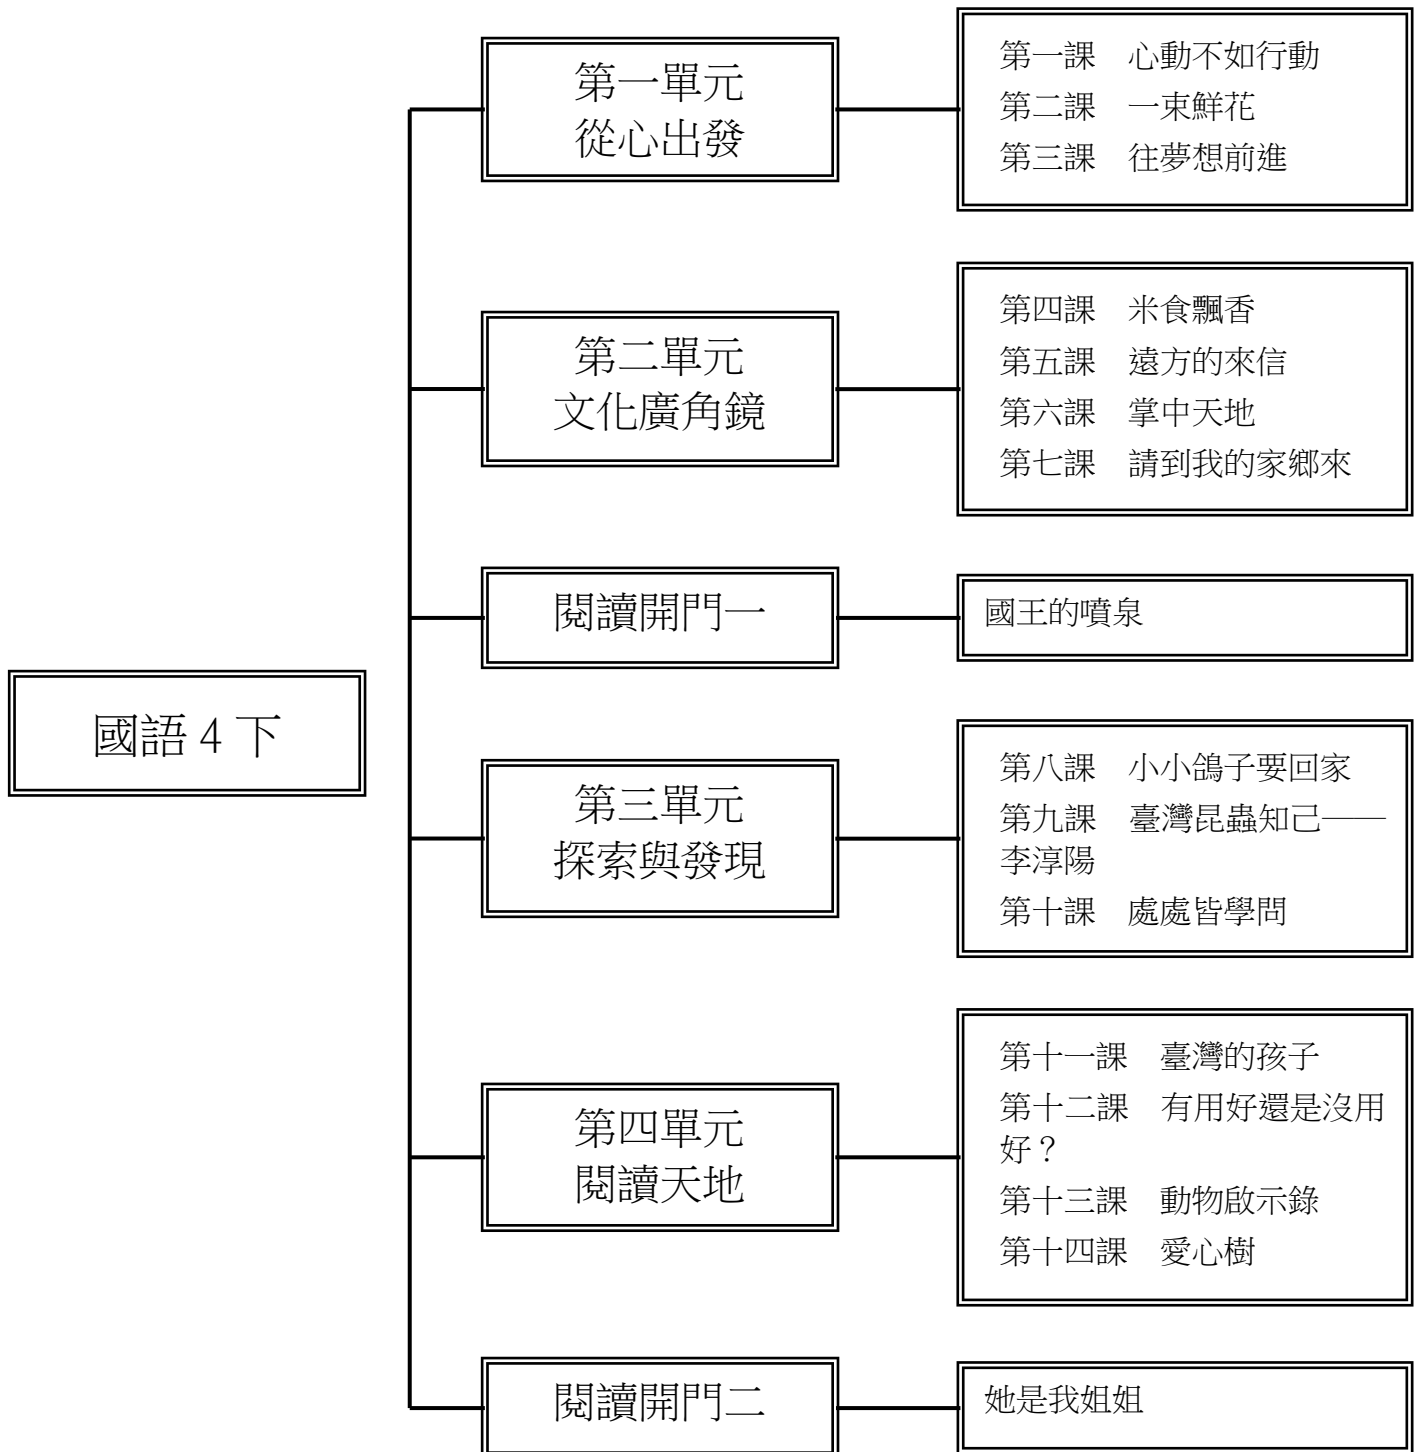 國語 4 下
第一單元
從心出發
第一課　心動不如行動
第二課　一束鮮花
第三課　往夢想前進
第二單元
文化廣角鏡
第四課　米食飄香
第五課　遠方的來信
第六課　掌中天地
第七課　請到我的家鄉來
閱讀開門一
國王的噴泉
第三單元
探索與發現
第八課　小小鴿子要回家
第九課　臺灣昆蟲知己——
李淳陽
第十課　處處皆學問
第四單元
閱讀天地
第十一課　臺灣的孩子
第十二課　有用好還是沒用
好？
第十三課　動物啟示錄
第十四課　愛心樹
閱讀開門二
她是我姐姐